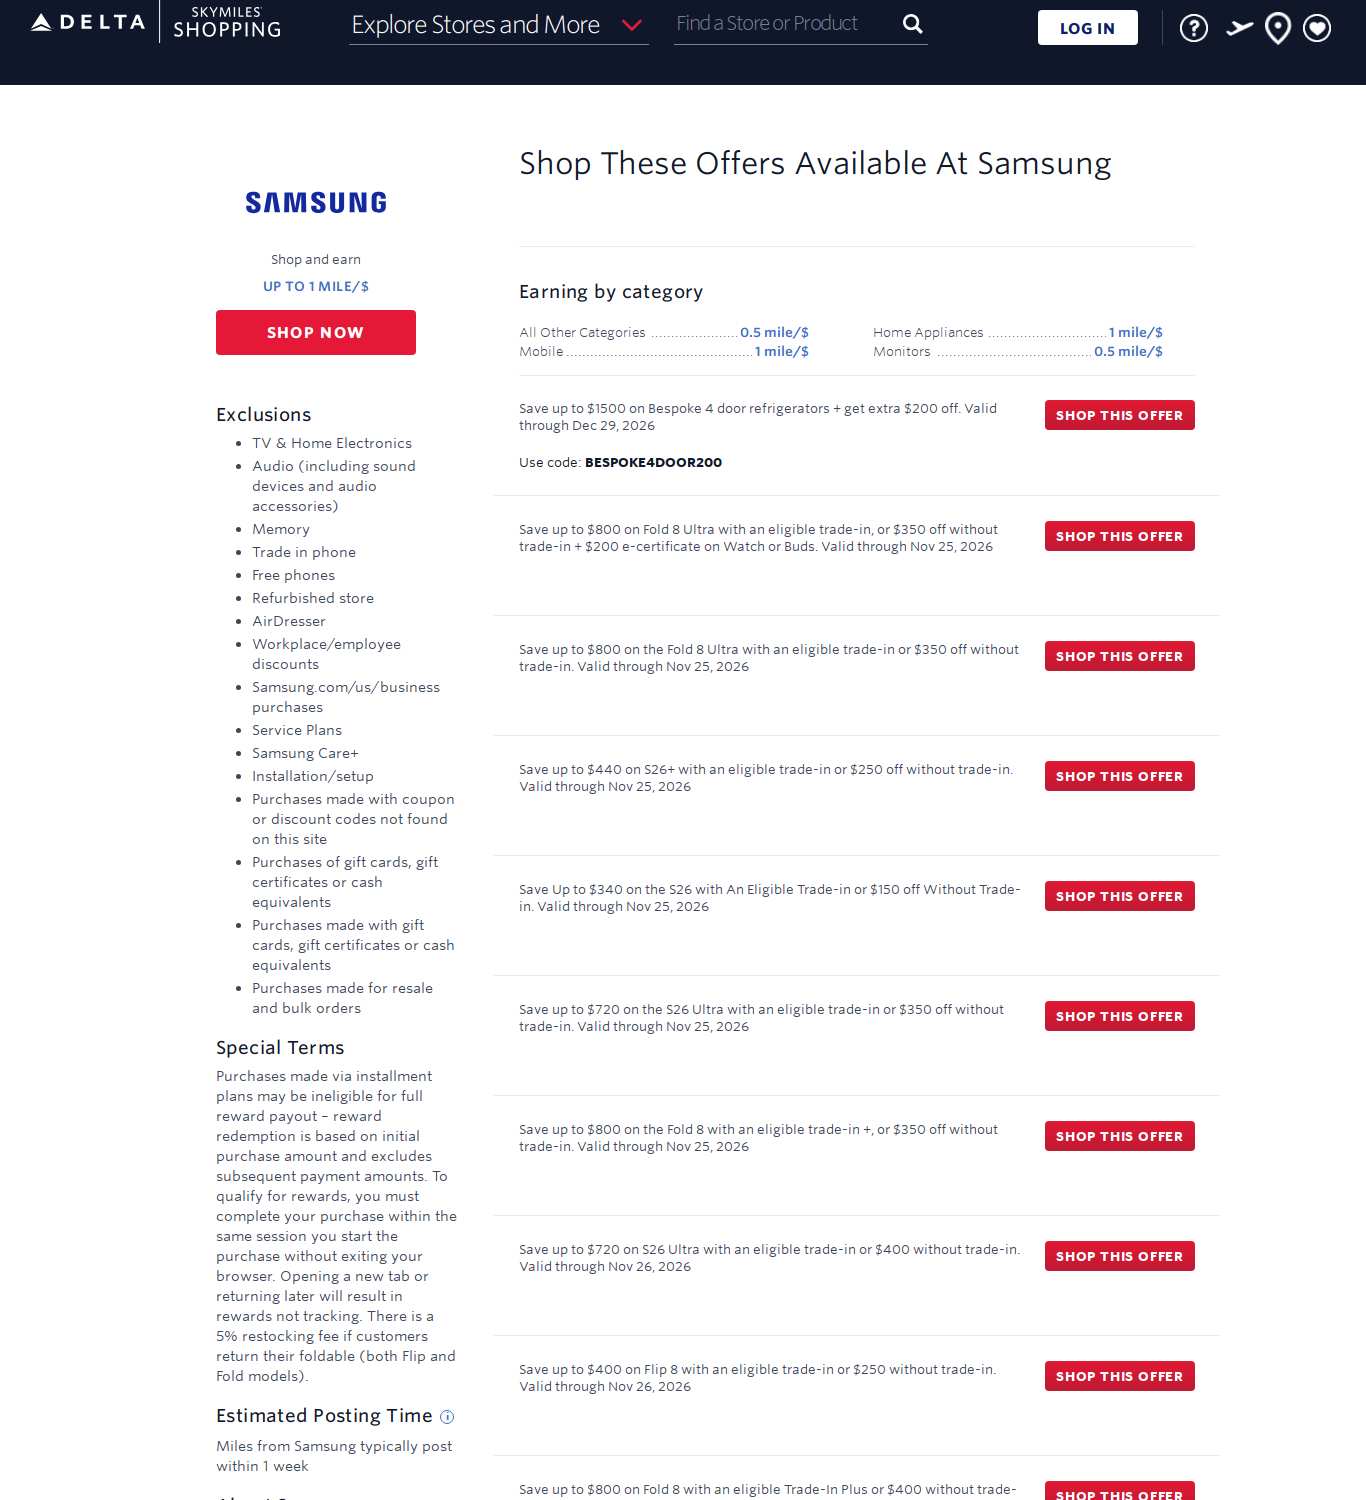 DELTA
SKYMILES
SHOPPING
Explore Stores and More
Find a Store or Product
LOG IN
SAMSUNG
Shop and earn
UP TO 1 MILE/$
SHOP NOW
Exclusions
• TV & Home Electronics
• Audio (including sound
devices and audio
accessories)
• Memory
• Trade in phone
• Free phones
• Refurbished store
• AirDresser
• Workplace/employee
discounts
• Samsung.com/us/business
purchases
• Service Plans
• Samsung Care+
• Installation/setup
• Purchases made with coupon
or discount codes not found
on this site
• Purchases of gift cards, gift
certificates or cash
equivalents
• Purchases made with gift
cards, gift certificates or cash
equivalents
• Purchases made for resale
and bulk orders
Special Terms
Purchases made via installment
plans may be ineligible for full
reward payout – reward
redemption is based on initial
purchase amount and excludes
subsequent payment amounts. To
qualify for rewards, you must
complete your purchase within the
same session you start the
purchase without exiting your
browser. Opening a new tab or
returning later will result in
rewards not tracking. There is a
5% restocking fee if customers
return their foldable (both Flip and
Fold models).
Estimated Posting Time
Miles from Samsung typically post
within 1 week
Shop These Offers Available At Samsung
Earning by category
All Other Categories ...................... 0.5 mile/$
Home Appliances .............................. 1 mile/$
Mobile ............................................... 1 mile/$
Monitors ....................................... 0.5 mile/$
Save up to $1500 on Bespoke 4 door refrigerators + get extra $200 off. Valid
through Dec 29, 2026
Use code: BESPOKE4DOOR200
SHOP THIS OFFER
Save up to $800 on Fold 8 Ultra with an eligible trade-in, or $350 off without
trade-in + $200 e-certificate on Watch or Buds. Valid through Nov 25, 2026
SHOP THIS OFFER
Save up to $800 on the Fold 8 Ultra with an eligible trade-in or $350 off without
trade-in. Valid through Nov 25, 2026
SHOP THIS OFFER
Save up to $440 on S26+ with an eligible trade-in or $250 off without trade-in.
Valid through Nov 25, 2026
SHOP THIS OFFER
Save Up to $340 on the S26 with An Eligible Trade-in or $150 off Without Trade-
in. Valid through Nov 25, 2026
SHOP THIS OFFER
Save up to $720 on the S26 Ultra with an eligible trade-in or $350 off without
trade-in. Valid through Nov 25, 2026
SHOP THIS OFFER
Save up to $800 on the Fold 8 with an eligible trade-in +, or $350 off without
trade-in. Valid through Nov 25, 2026
SHOP THIS OFFER
Save up to $720 on S26 Ultra with an eligible trade-in or $400 without trade-in.
Valid through Nov 26, 2026
SHOP THIS OFFER
Save up to $400 on Flip 8 with an eligible trade-in or $250 without trade-in.
Valid through Nov 26, 2026
SHOP THIS OFFER
Save up to $800 on Fold 8 with an eligible Trade-In Plus or $400 without trade-
SHOP THIS OFFER